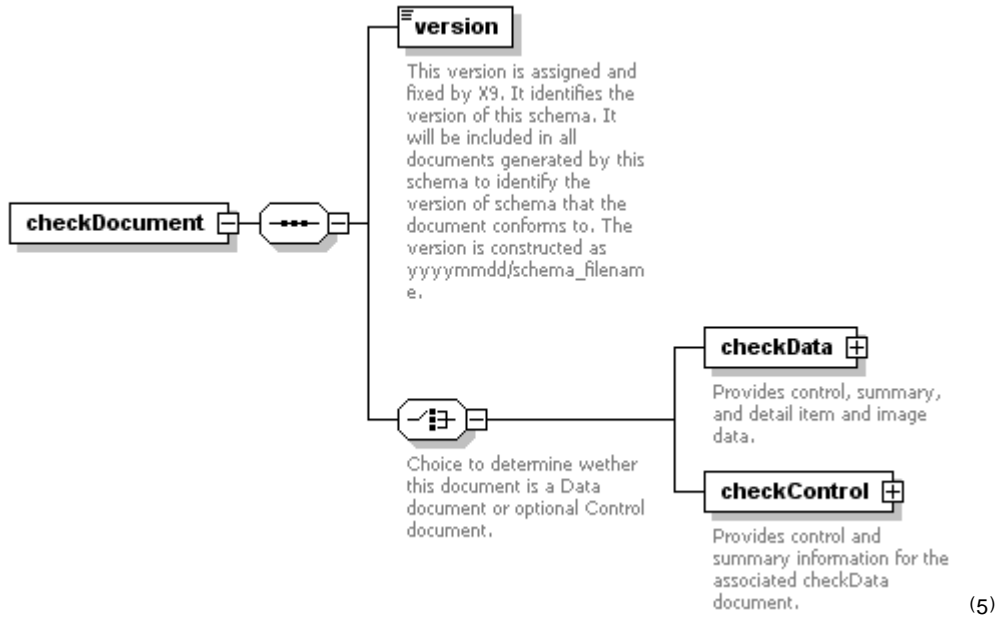 version
This version is assigned and
fixed by X9. It identifies the
version of this schema. It
will be included in all
documents generated by this
schema to identify the
version of schema that the
document conforms to. The
version is constructed as
yyyymmdd/schema_filenam
e.
checkDocument
checkData
Provides control, summary,
and detail item and image
data.
Choice to determine wether
this document is a Data
document or optional Control
document.
checkControl
Provides control and
summary information for the
associated checkData
document.
(5)